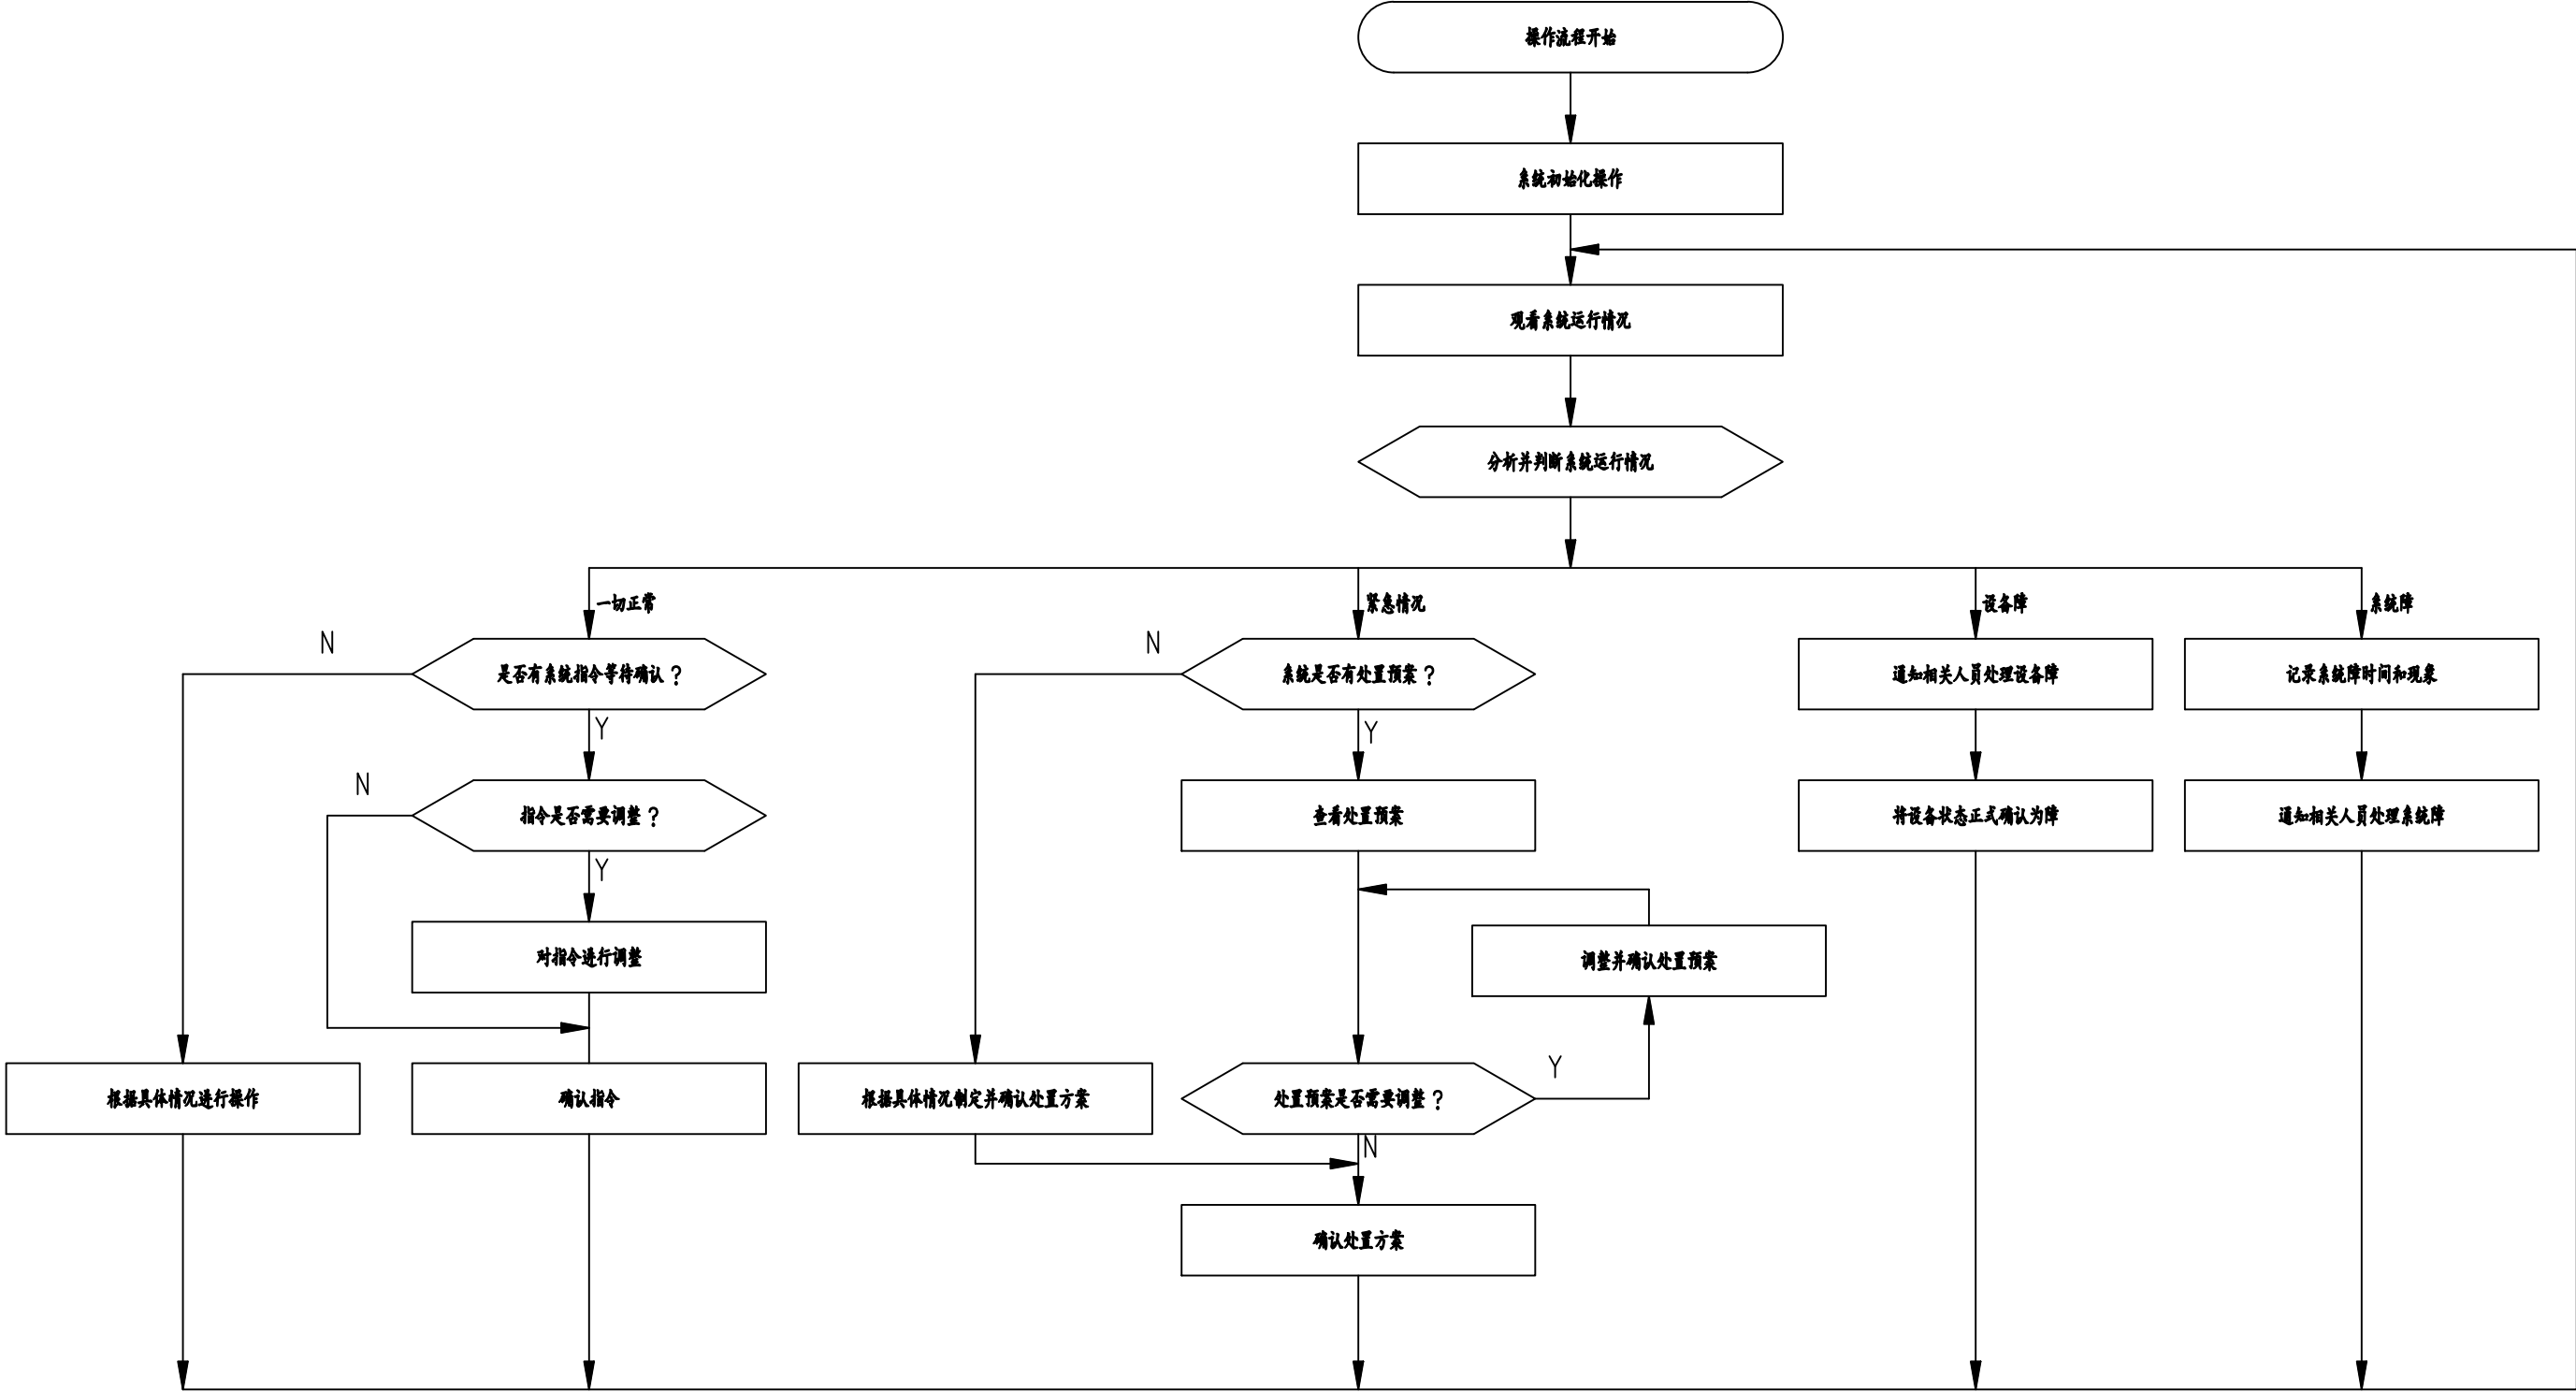 操作流程开始
系统初始化操作
观看系统运行情况
分析并判断系统运行情况
一切正常
紧急情况
设备障
系统障
N
是否有系统指令等待确认？
N
系统是否有处置预案？
通知相关人员处理设备障
记录系统障时间和现象
Y
Y
N
指令是否需要调整？
查看处置预案
将设备状态正式确认为障
通知相关人员处理系统障
Y
对指令进行调整
调整并确认处置预案
根据具体情况进行操作
确认指令
根据具体情况制定并确认处置方案
处置预案是否需要调整？
Y
N
确认处置方案